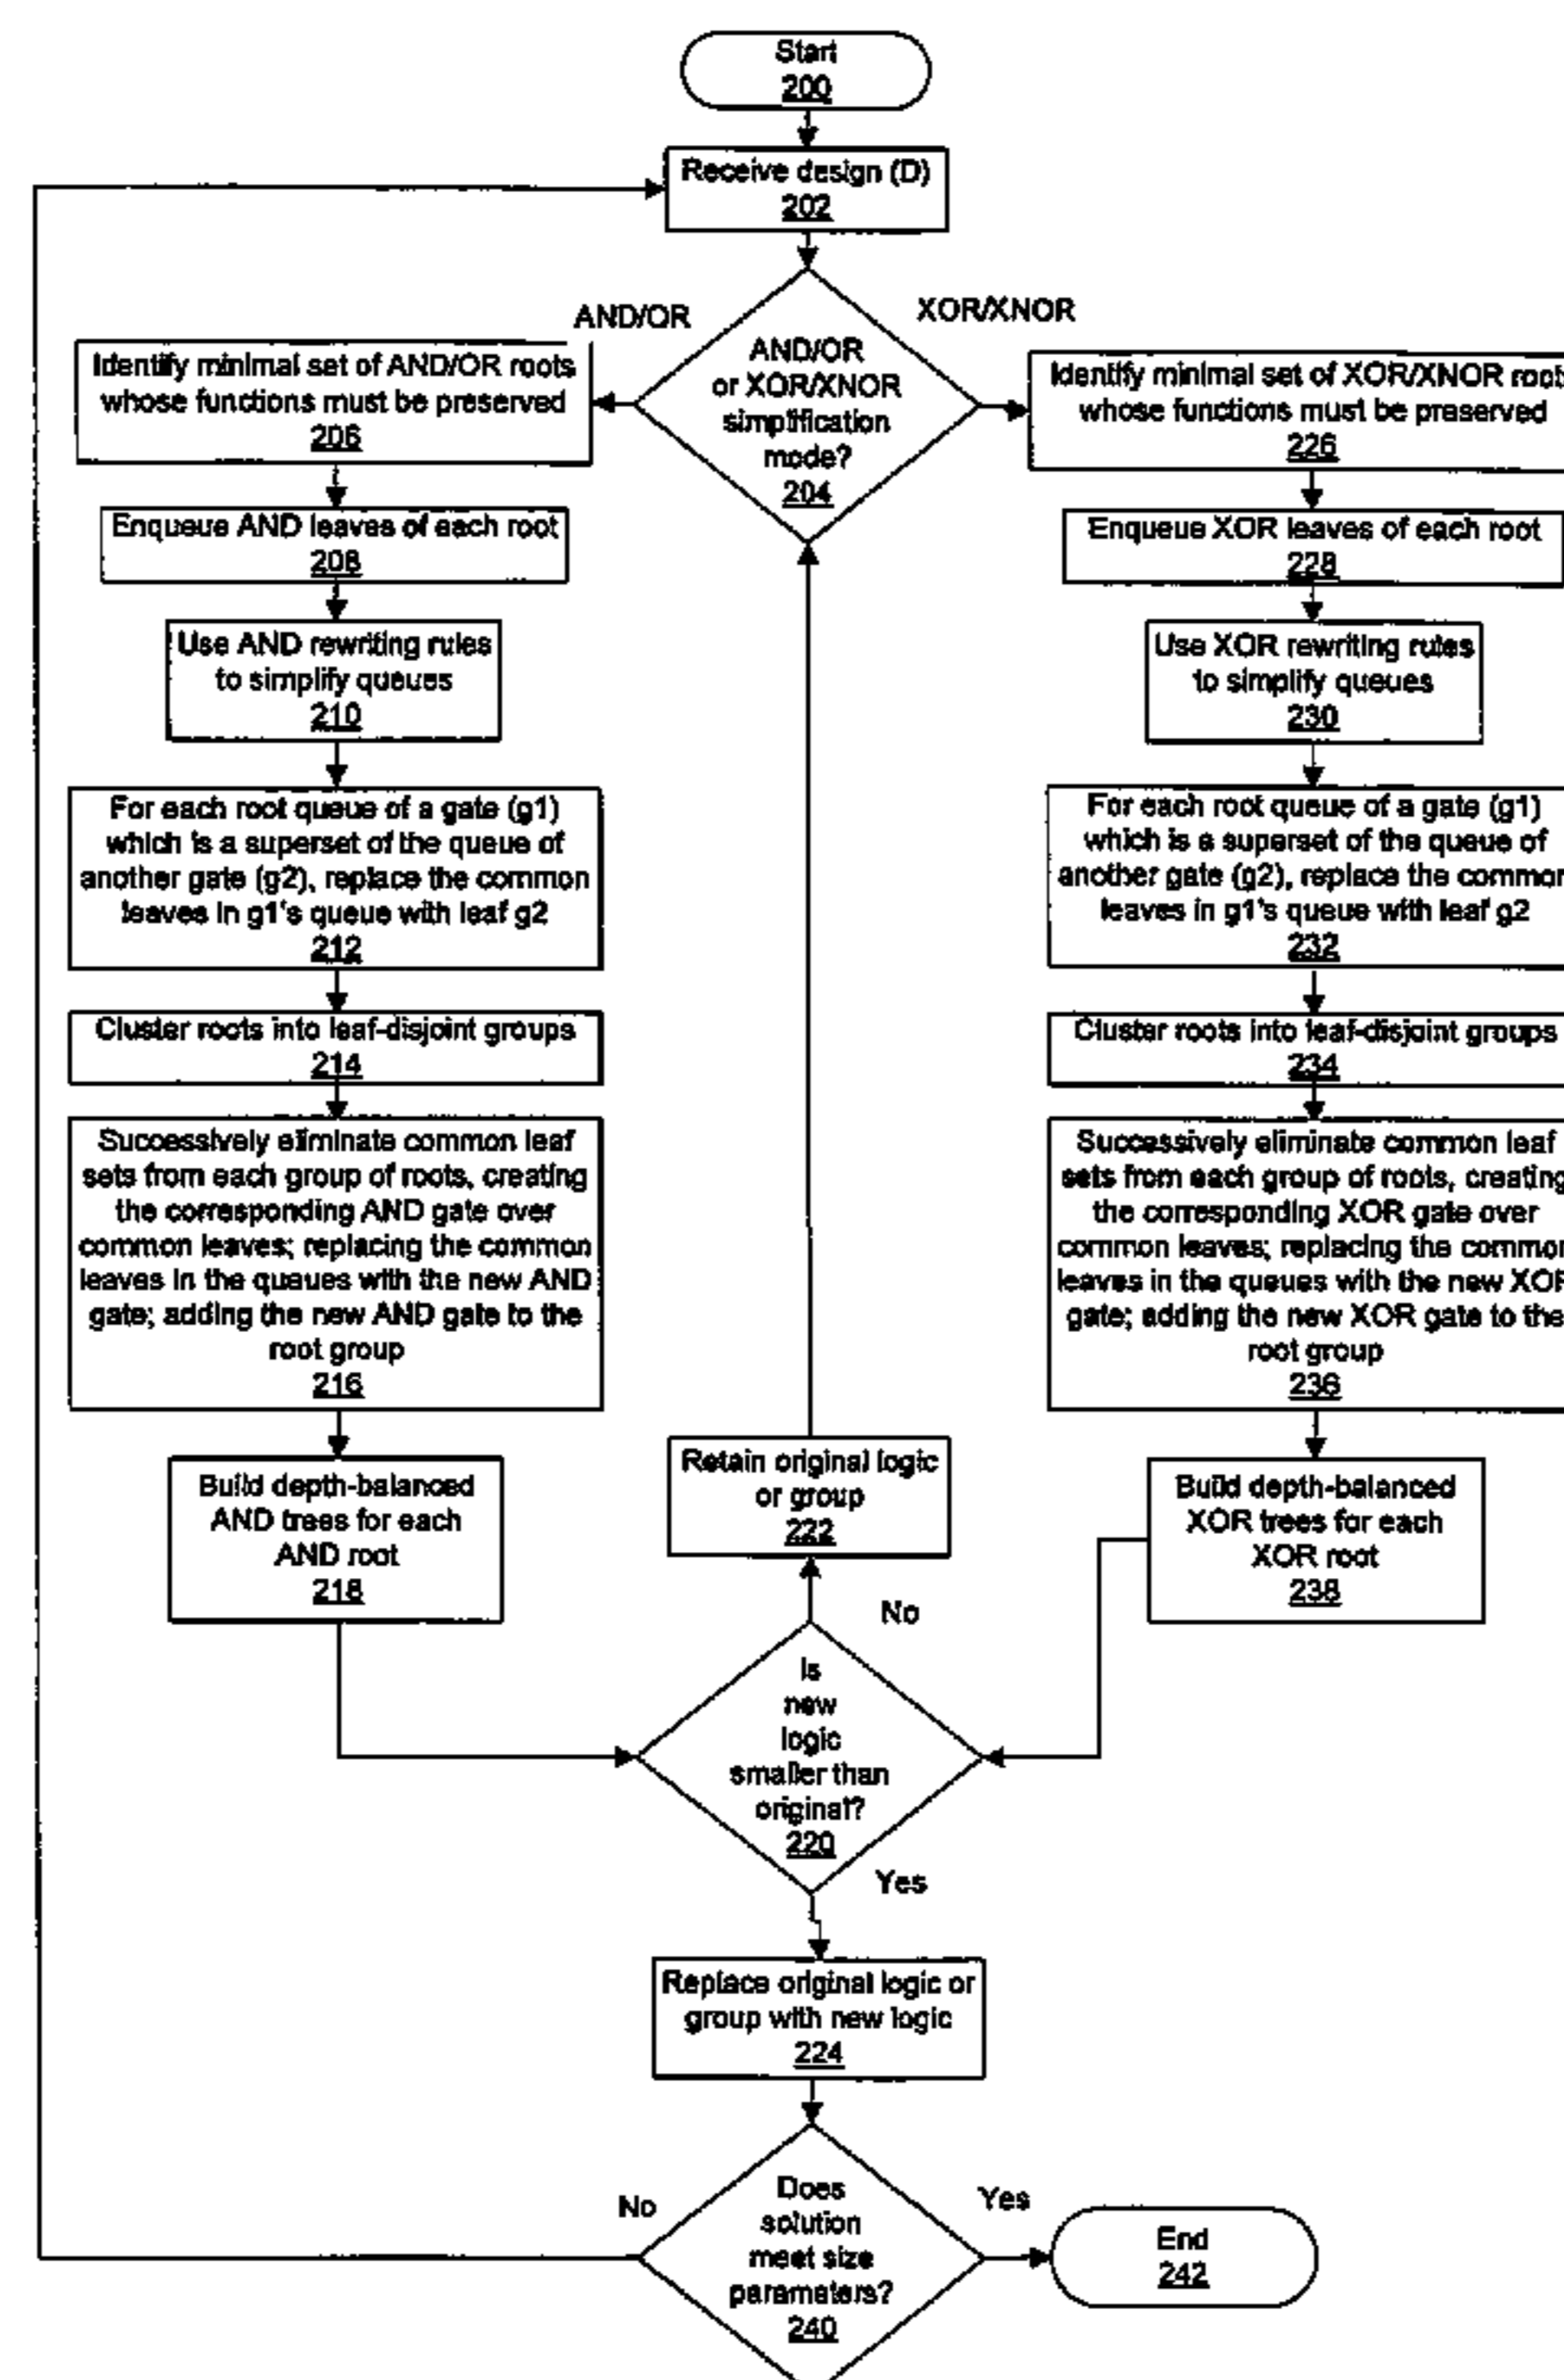 Start
200
Receive design (D)
202
AND/OR
XOR/XNOR
AND/OR
or XOR/XNOR
simplification
mode?
204
Identify minimal set of AND/OR roots
whose functions must be preserved
206
Enqueue AND leaves of each root
208
Use AND rewriting rules
to simplify queues
210
For each root queue of a gate (g1)
which is a superset of the queue of
another gate (g2), replace the common
leaves in g1's queue with leaf g2
212
Cluster roots into leaf-disjoint groups
214
Successively eliminate common leaf
sets from each group of roots, creating
the corresponding AND gate over
common leaves; replacing the common
leaves in the queues with the new AND
gate; adding the new AND gate to the
root group
216
Build depth-balanced
AND trees for each
AND root
218
Identify minimal set of XOR/XNOR roots
whose functions must be preserved
226
Enqueue XOR leaves of each root
228
Use XOR rewriting rules
to simplify queues
230
For each root queue of a gate (g1)
which is a superset of the queue of
another gate (g2), replace the common
leaves in g1's queue with leaf g2
232
Cluster roots into leaf-disjoint groups
234
Successively eliminate common leaf
sets from each group of roots, creating
the corresponding XOR gate over
common leaves; replacing the common
leaves in the queues with the new XOR
gate; adding the new XOR gate to the
root group
236
Build depth-balanced
XOR trees for each
XOR root
238
Retain original logic
or group
222
No
Is
new
logic
smaller than
original?
220
Yes
Replace original logic or
group with new logic
224
No
Does
solution
meet size
parameters?
240
Yes
End
242